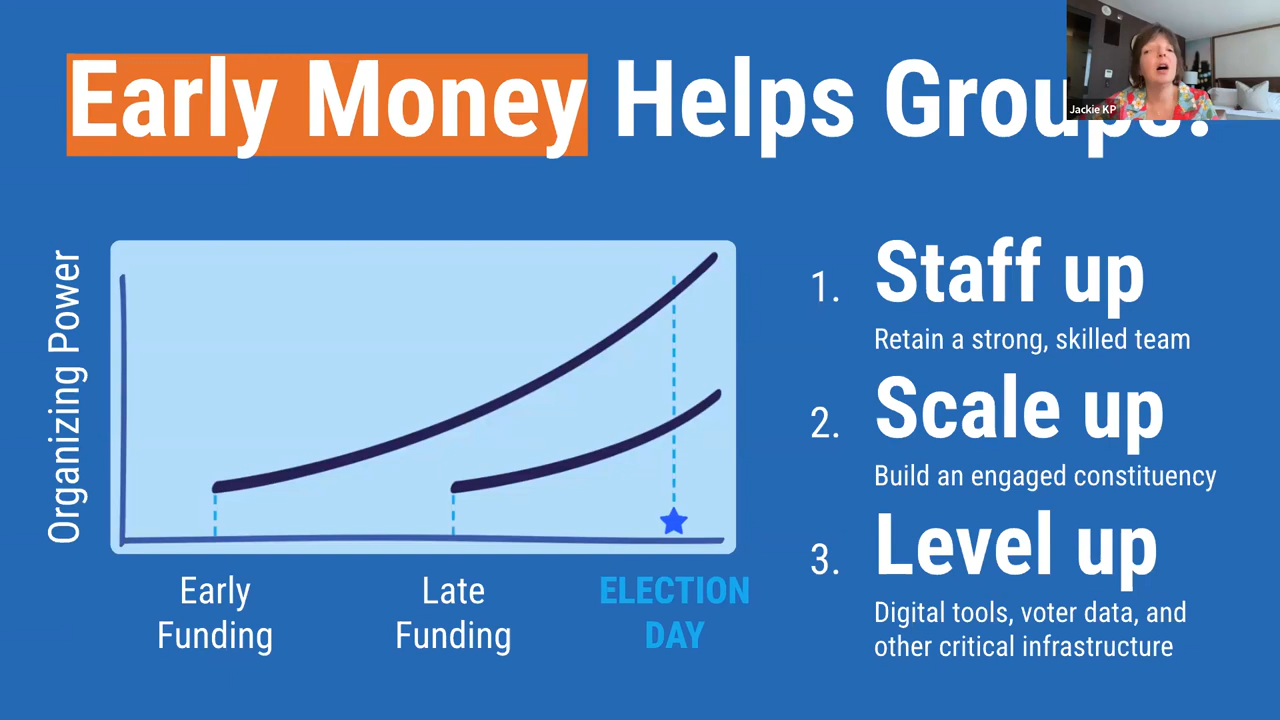 Early Money Helps Groups!
Jackie KP
Organizing Power
Early
Funding
Late
Funding
ELECTION
DAY
1. Staff up
Retain a strong, skilled team
2. Scale up
Build an engaged constituency
3. Level up
Digital tools, voter data, and
other critical infrastructure